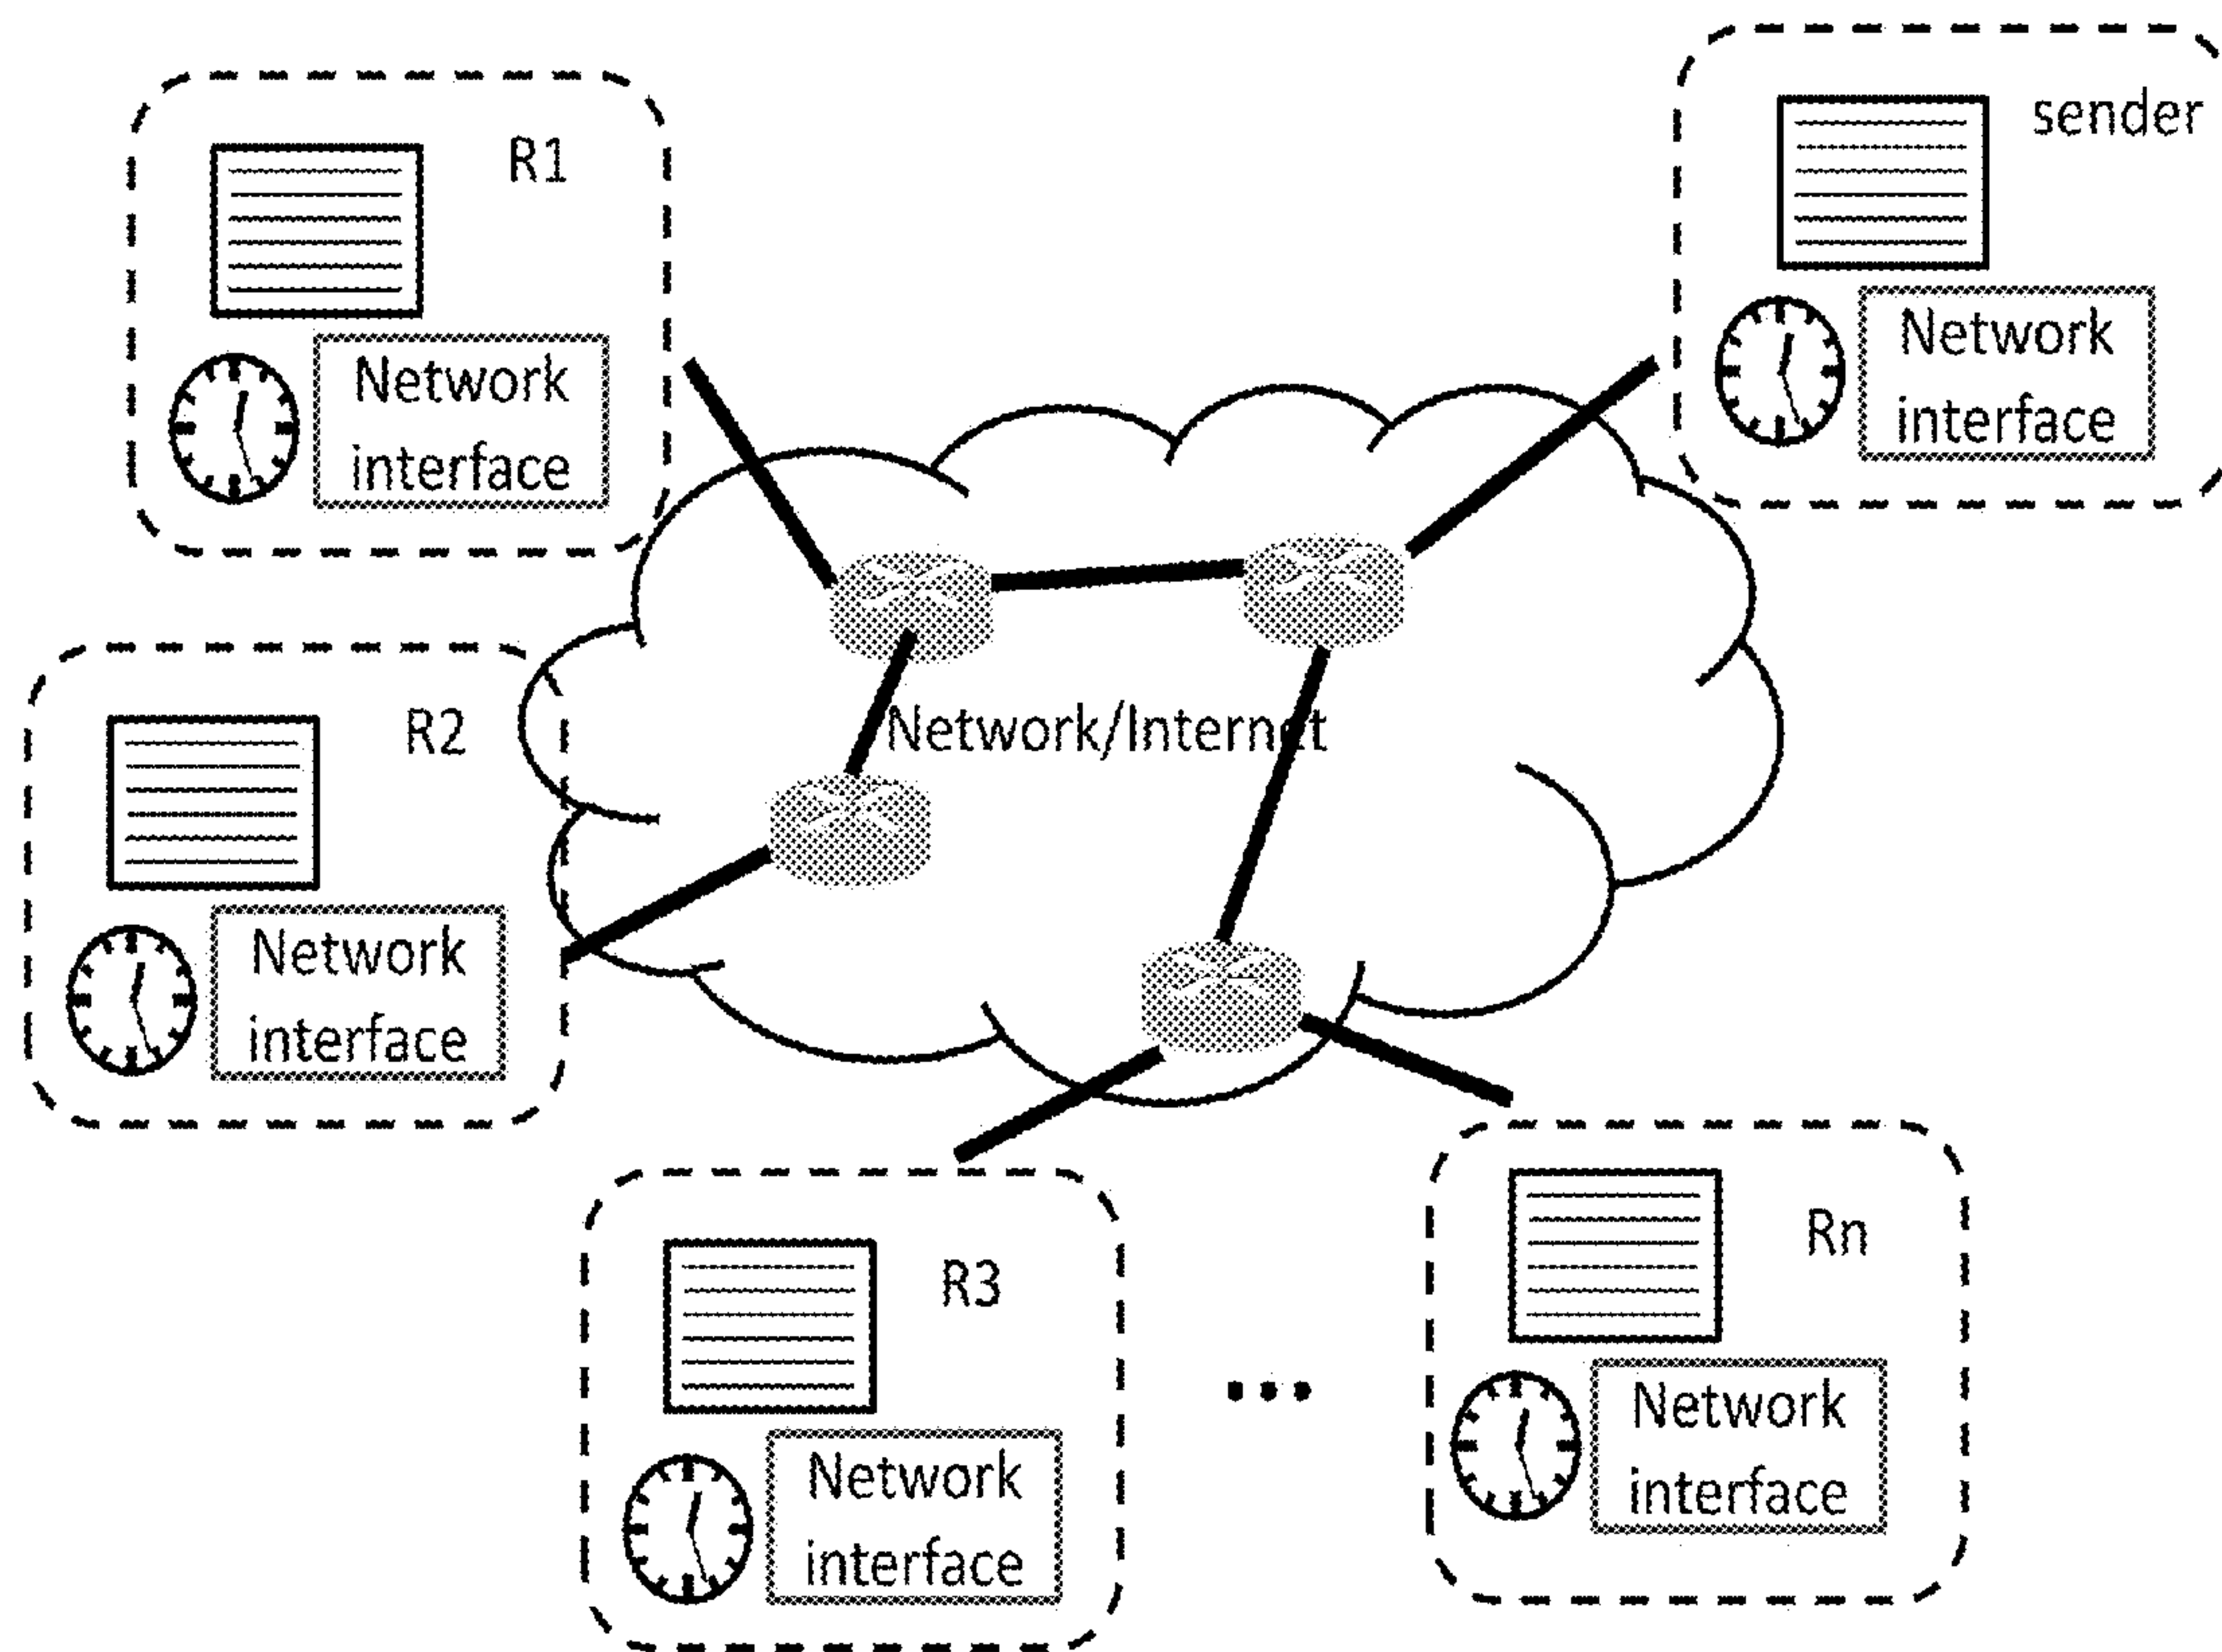 sender
Network
interface
R1
Network
interface
Network/Internet
R2
Network
interface
R3
Network
interface
...
Rn
Network
interface